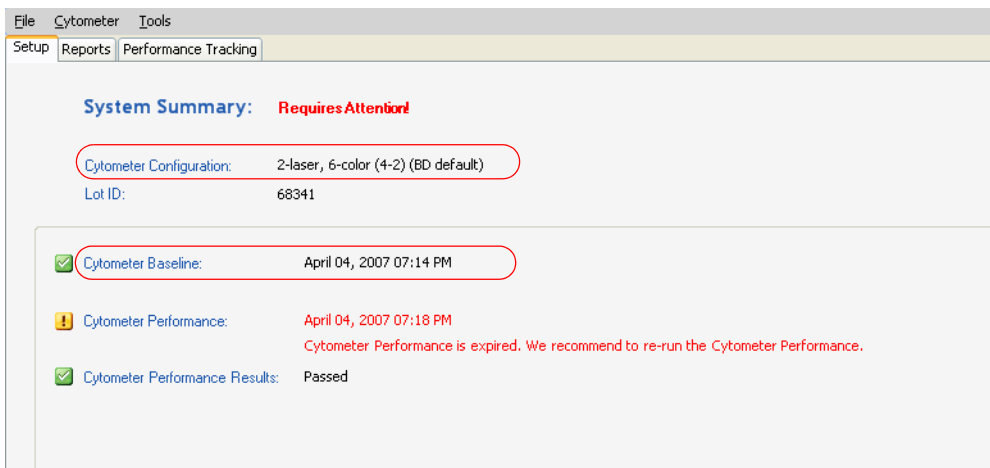 File Cytometer Tools
Setup Reports Performance Tracking
System Summary: Requires Attention!
Cytometer Configuration: 2-laser, 6-color (4-2) (BD default)
Lot ID: 68341
Cytometer Baseline: April 04, 2007 07:14 PM
Cytometer Performance: April 04, 2007 07:18 PM
Cytometer Performance is expired. We recommend to re-run the Cytometer Performance.
Cytometer Performance Results: Passed